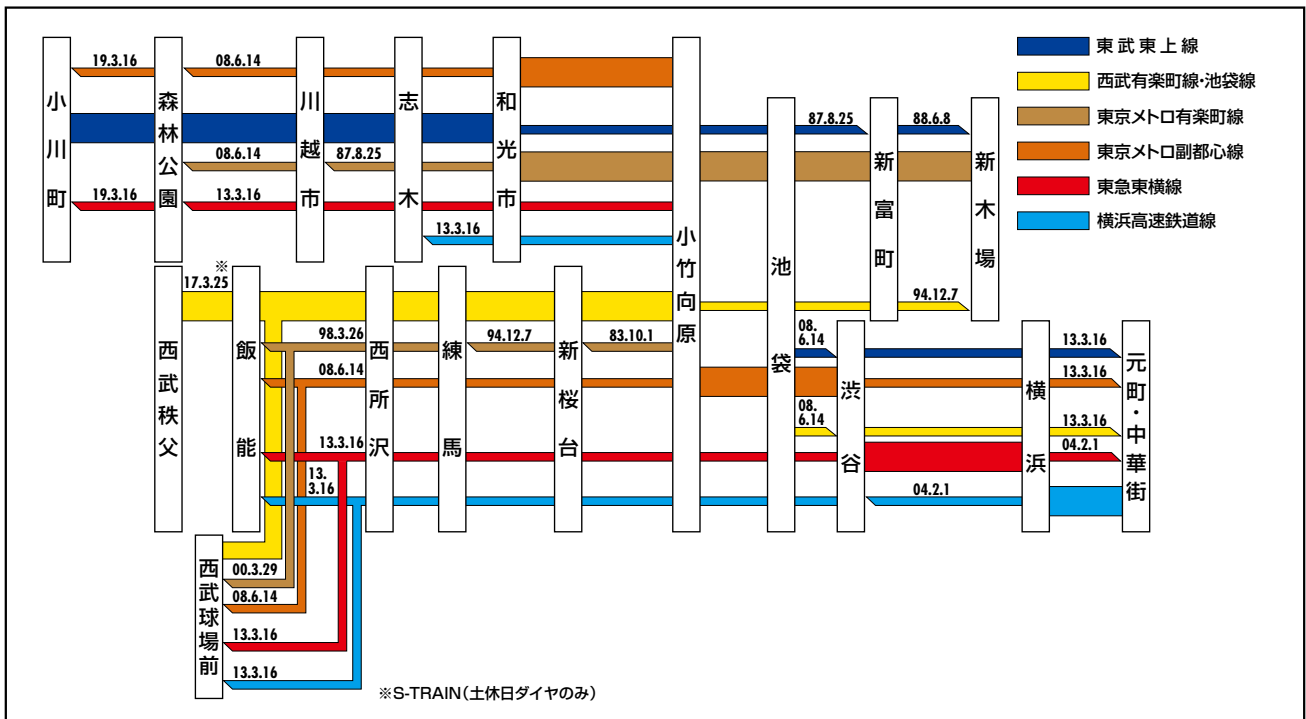 東武東上線
西武有楽町線・池袋線
東京メトロ有楽町線
東京メトロ副都心線
東急東横線
横浜高速鉄道線
小川町
森林公園
川越市
志木
和光市
小竹向原
池袋
新富町
新木場
19.3.16
08.6.14
87.8.25
88.6.8
08.6.14
87.8.25
19.3.16
13.3.16
13.3.16
※
17.3.25
西武秩父
飯能
西所沢
練馬
新桜台
渋谷
横浜
元町・中華街
94.12.7
98.3.26
94.12.7
83.10.1
08.
6.14
13.3.16
08.6.14
13.3.16
08.
6.14
13.3.16
13.3.16
04.2.1
13.
3.16
04.2.1
西武球場前
00.3.29
08.6.14
13.3.16
13.3.16
※S-TRAIN(土休日ダイヤのみ)